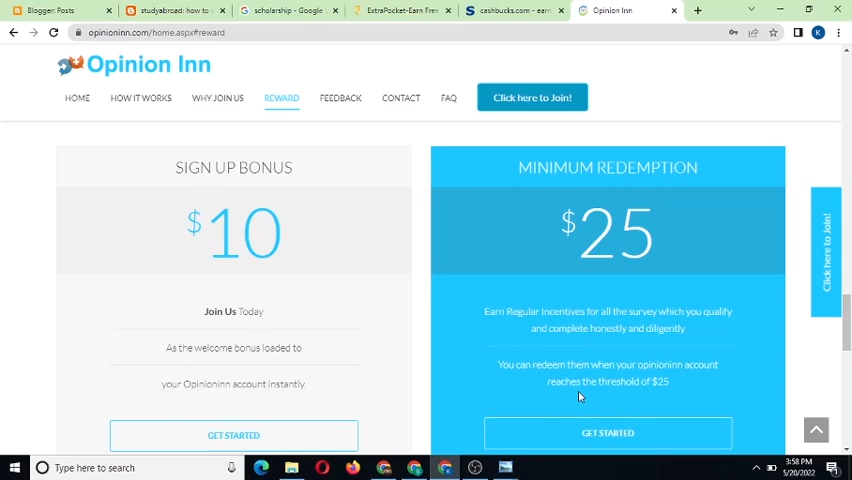 Blogger: Posts
studyabroad: how to
scholarship - Google
ExtraPocket-Earn Free
cashbucks.com - earn
Opinion Inn
opinioninn.com/home.aspx#reward
K
Opinion Inn
HOME
HOW IT WORKS
WHY JOIN US
REWARD
FEEDBACK
CONTACT
FAQ
Click here to Join!
SIGN UP BONUS
$10
Join Us Today
As the welcome bonus loaded to
your Opinioninn account instantly.
GET STARTED
MINIMUM REDEMPTION
$25
Earn Regular Incentives for all the survey which you qualify
and complete honestly and diligently
You can redeem them when your opinioninn account
reaches the threshold of $25
GET STARTED
Click here to Join!
Type here to search
3:58 PM
5/20/2022